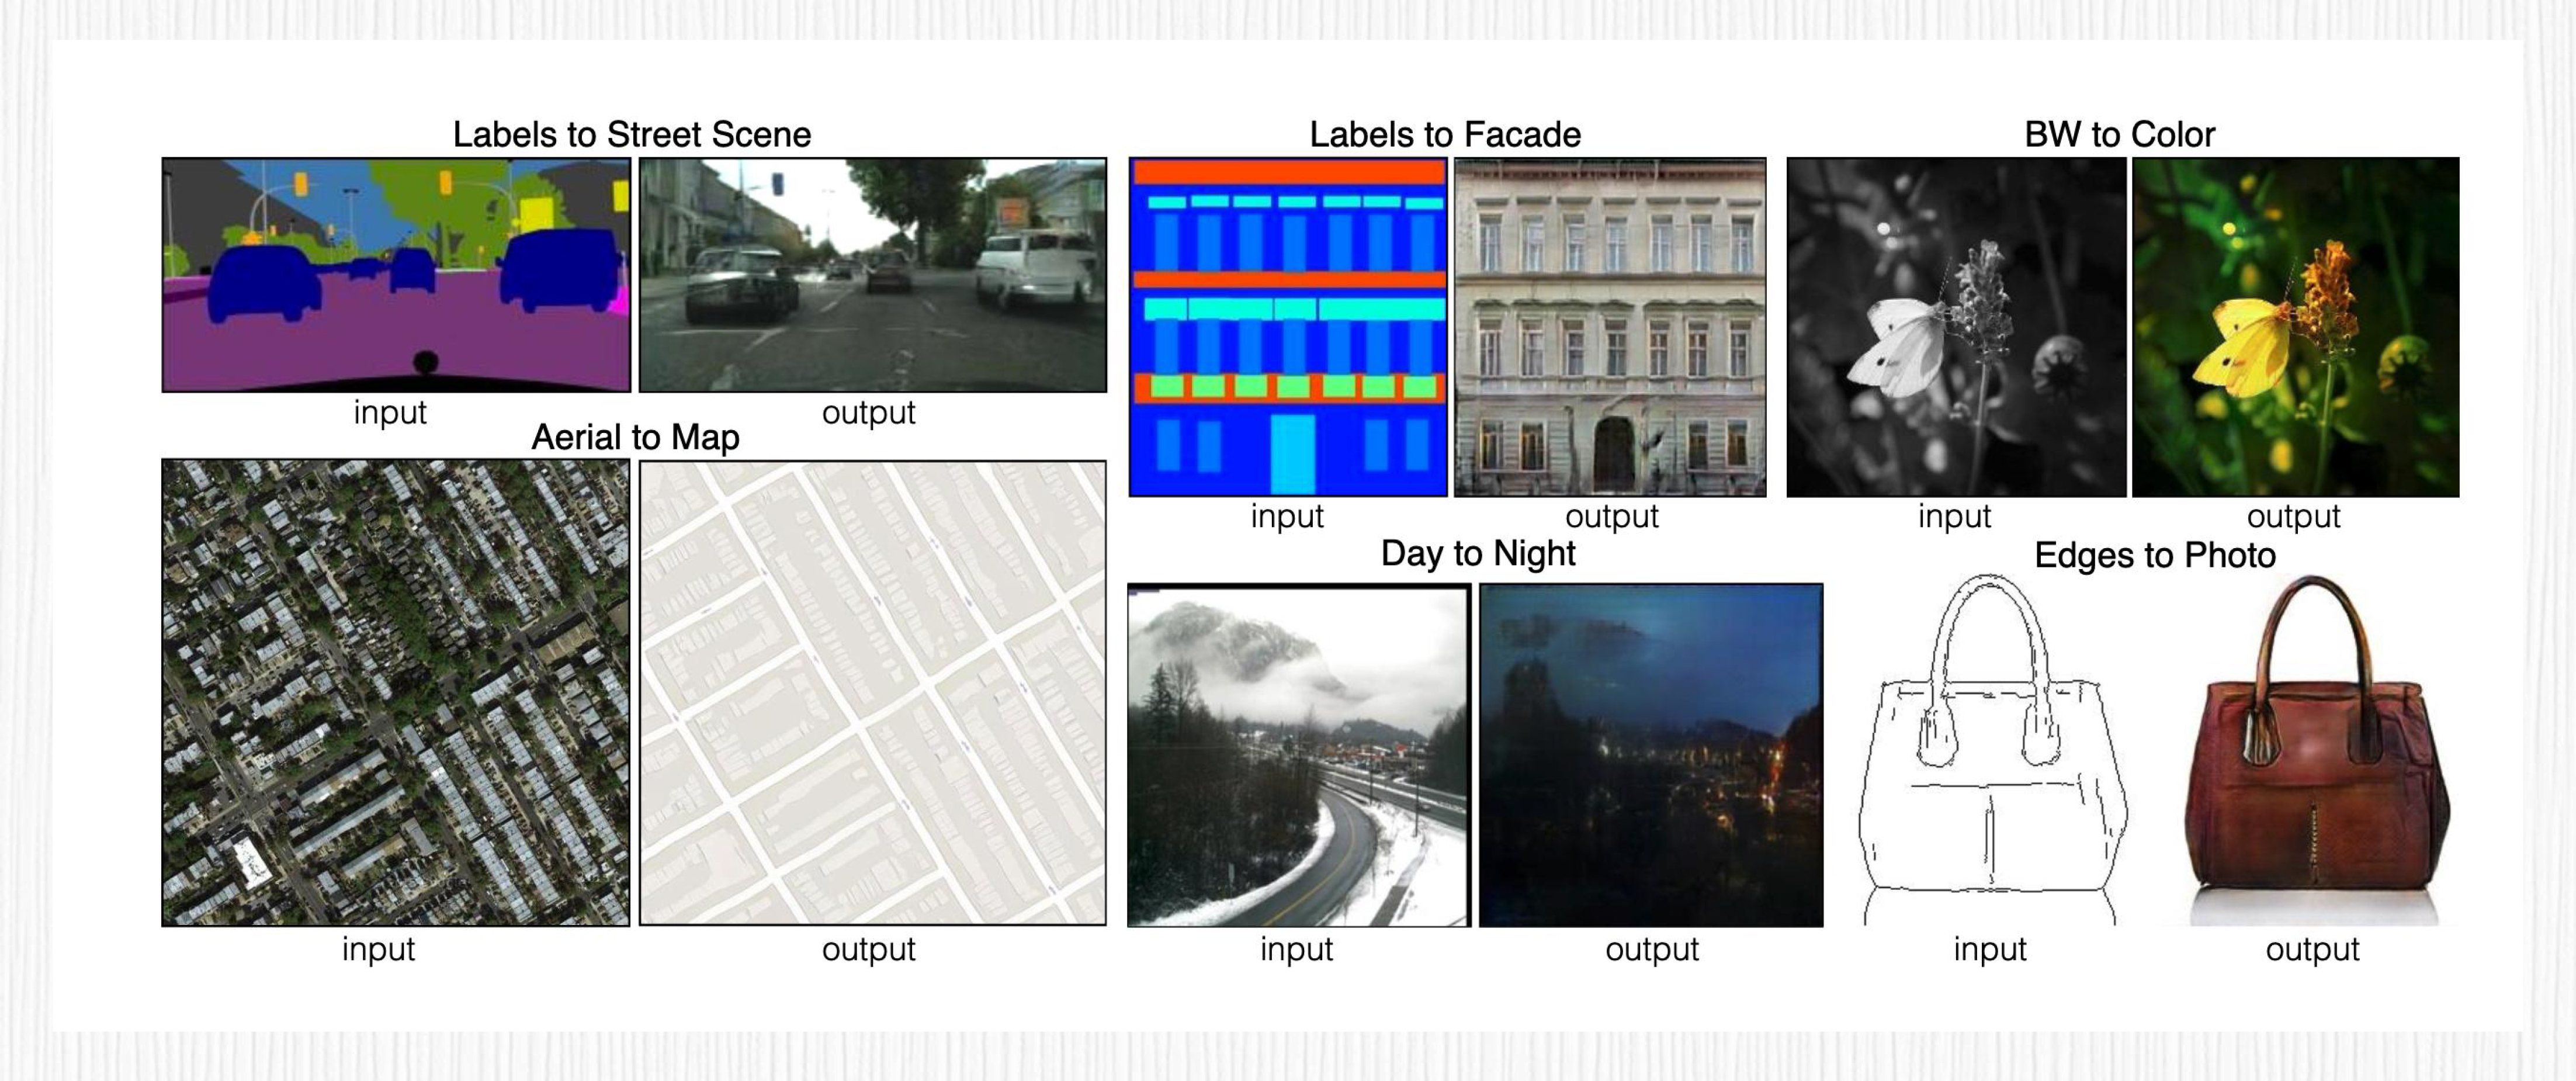 Labels to Street Scene
input
output
Aerial to Map
input
output
Labels to Facade
input
output
Day to Night
input
output
BW to Color
input
output
Edges to Photo
input
output